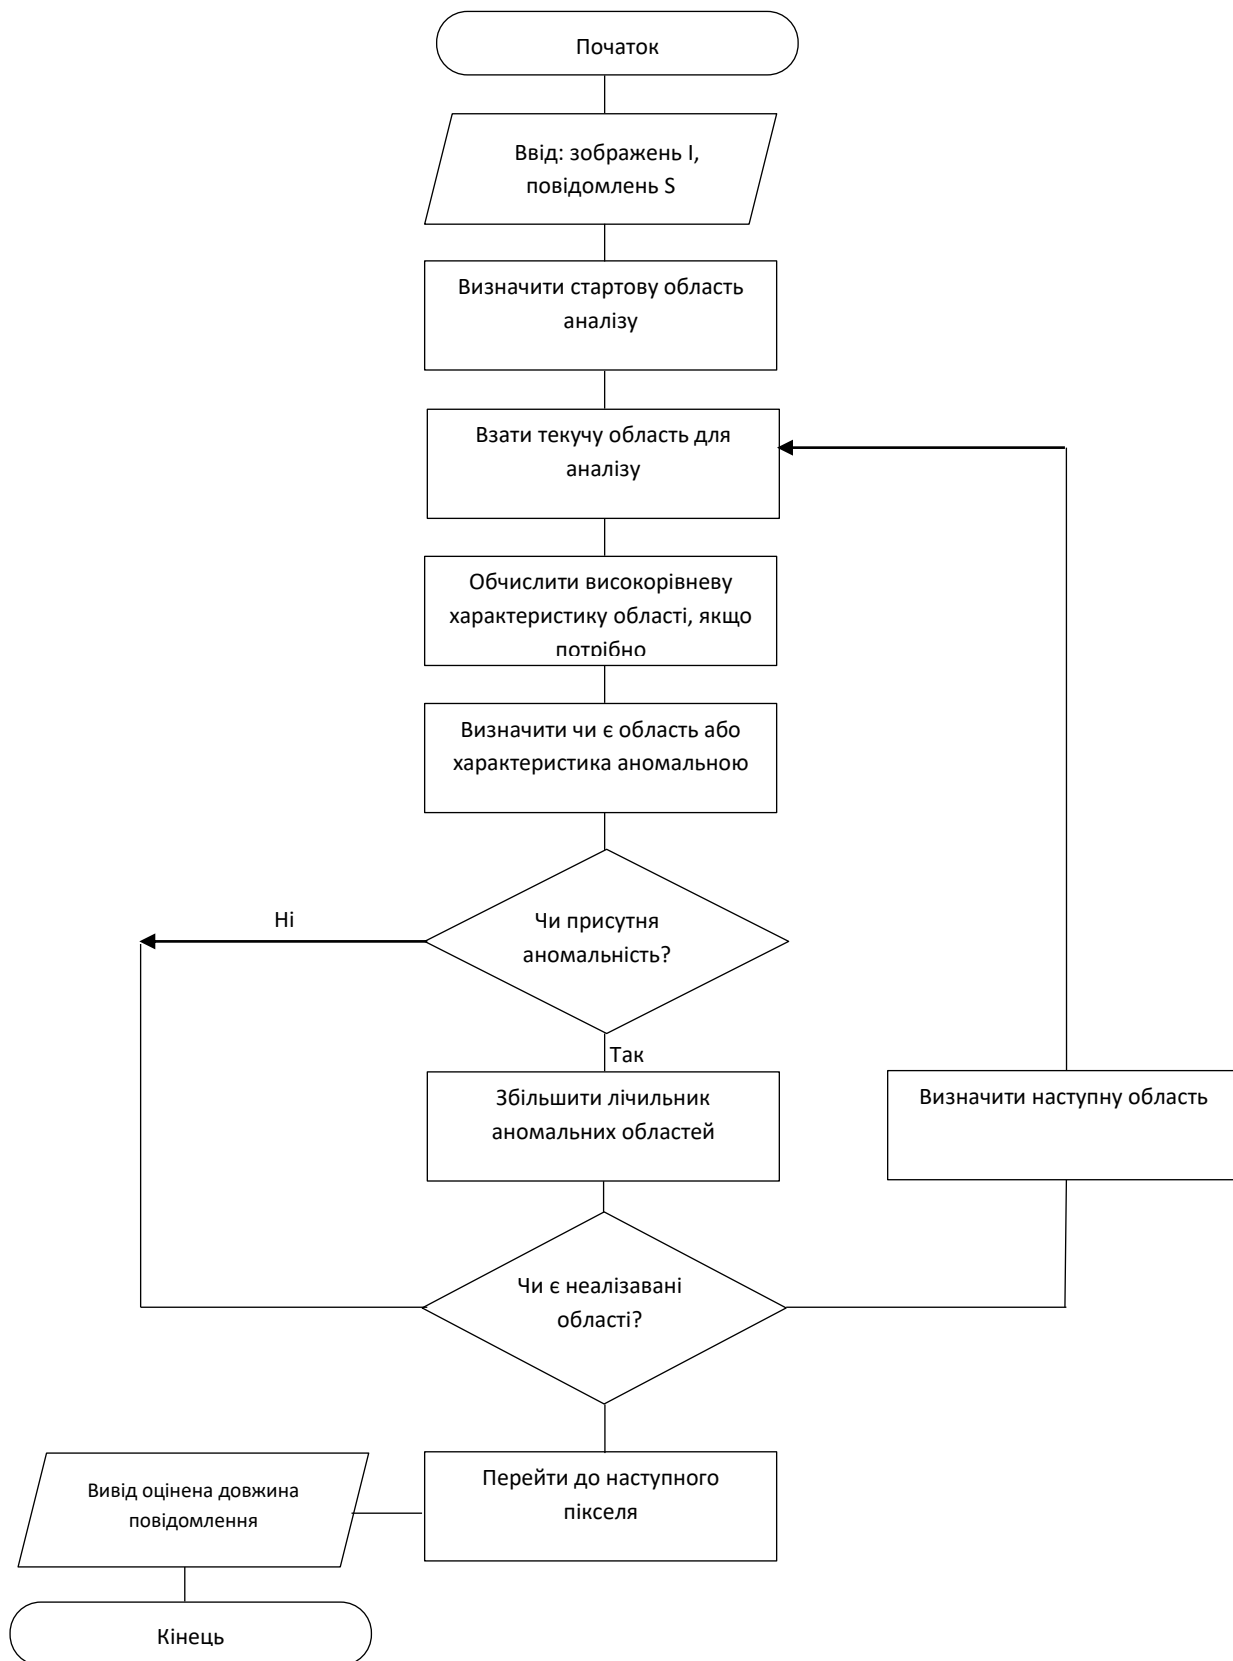 Початок
Ввід: зображень I,
повідомлень S
Визначити стартову область
аналізу
Взати текучу область для
аналізу
Обчислити високорівневу
характеристику області, якщо
потрібно
Визначити чи є область або
характеристика аномальною
Ні
Чи присутня
аномальність?
Так
Збільшити лічильник
аномальних областей
Визначити наступну область
Чи є неалізавані
області?
Перейти до наступного
пікселя
Вивід оцінена довжина
повідомлення
Кінець